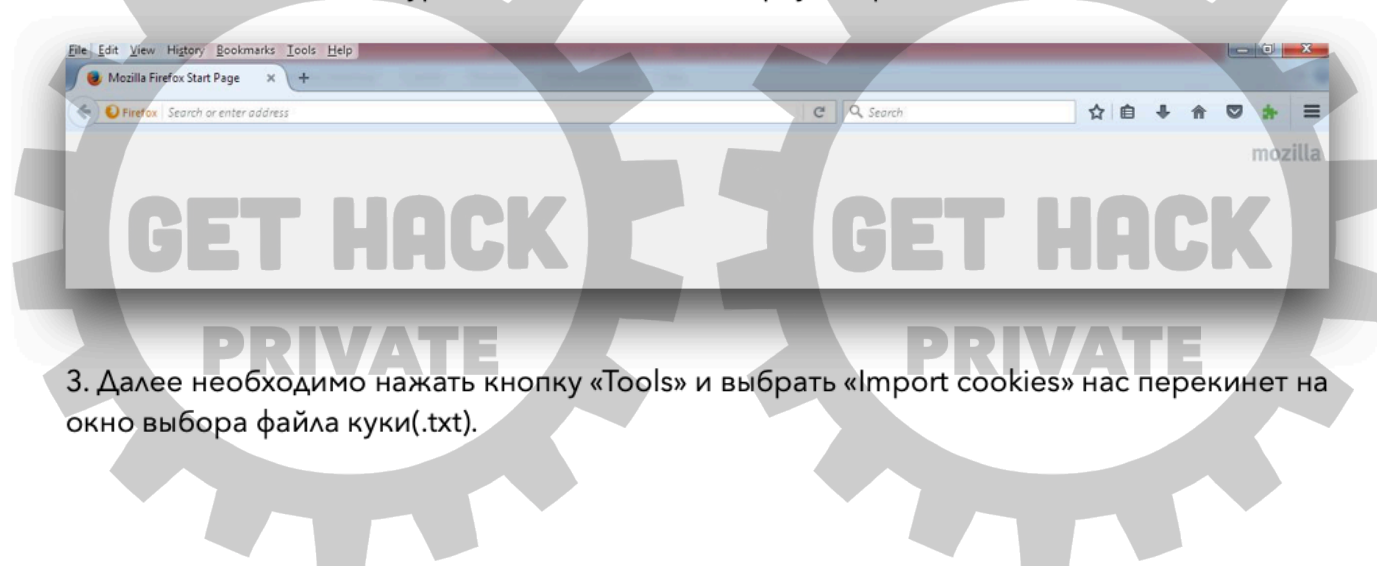 File Edit View History Bookmarks Tools Help
Mozilla Firefox Start Page × +
Firefox Search or enter address Search
mozilla
GET HACK GET HACK
PRIVATE PRIVATE
3. Далее необходимо нажать кнопку «Tools» и выбрать «Import cookies» нас перекинет на
окно выбора файла куки(.txt).